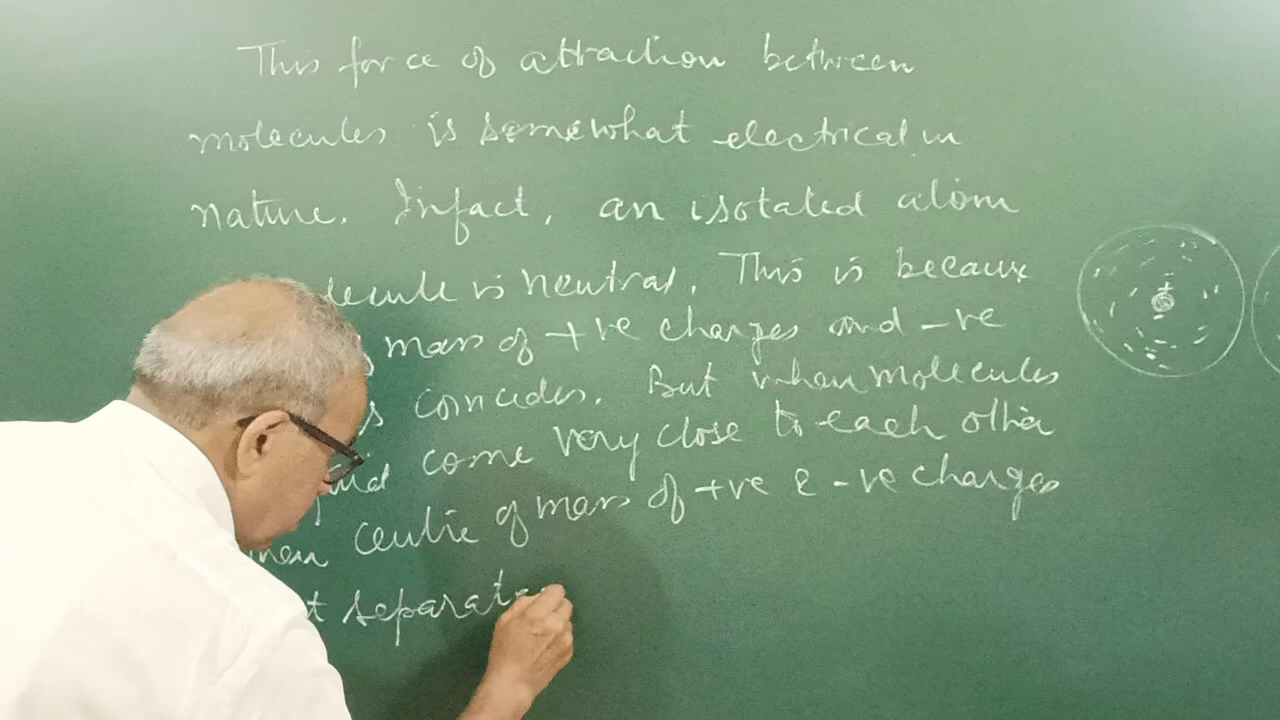 This force of attraction between
molecules is somewhat electrical in
nature. Infact, an isolated atom
is neutral. This is because
mass of +ve charges and -ve
coincides. But when molecules
come very close to each other
centre of mass of +ve & -ve charges
separate